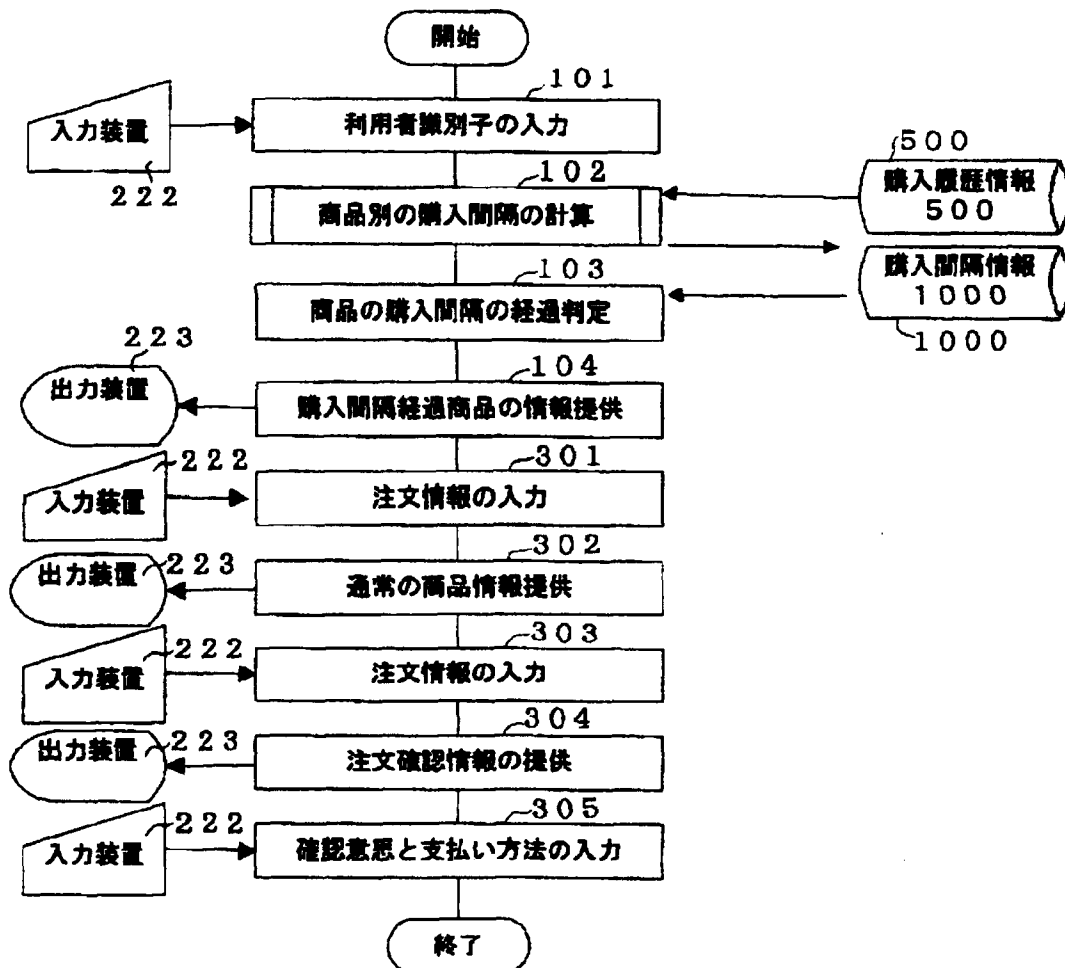 開始
101
入力装置
利用者識別子の入力
222
500
102
購入履歴情報
500
商品別の購入間隔の計算
103
購入間隔情報
1000
商品の購入間隔の経過判定
1000
223
104
出力装置
購入間隔経過商品の情報提供
222
301
入力装置
注文情報の入力
302
出力装置
223
通常の商品情報提供
303
222
入力装置
注文情報の入力
304
出力装置
223
注文確認情報の提供
305
222
入力装置
確認意思と支払い方法の入力
終了